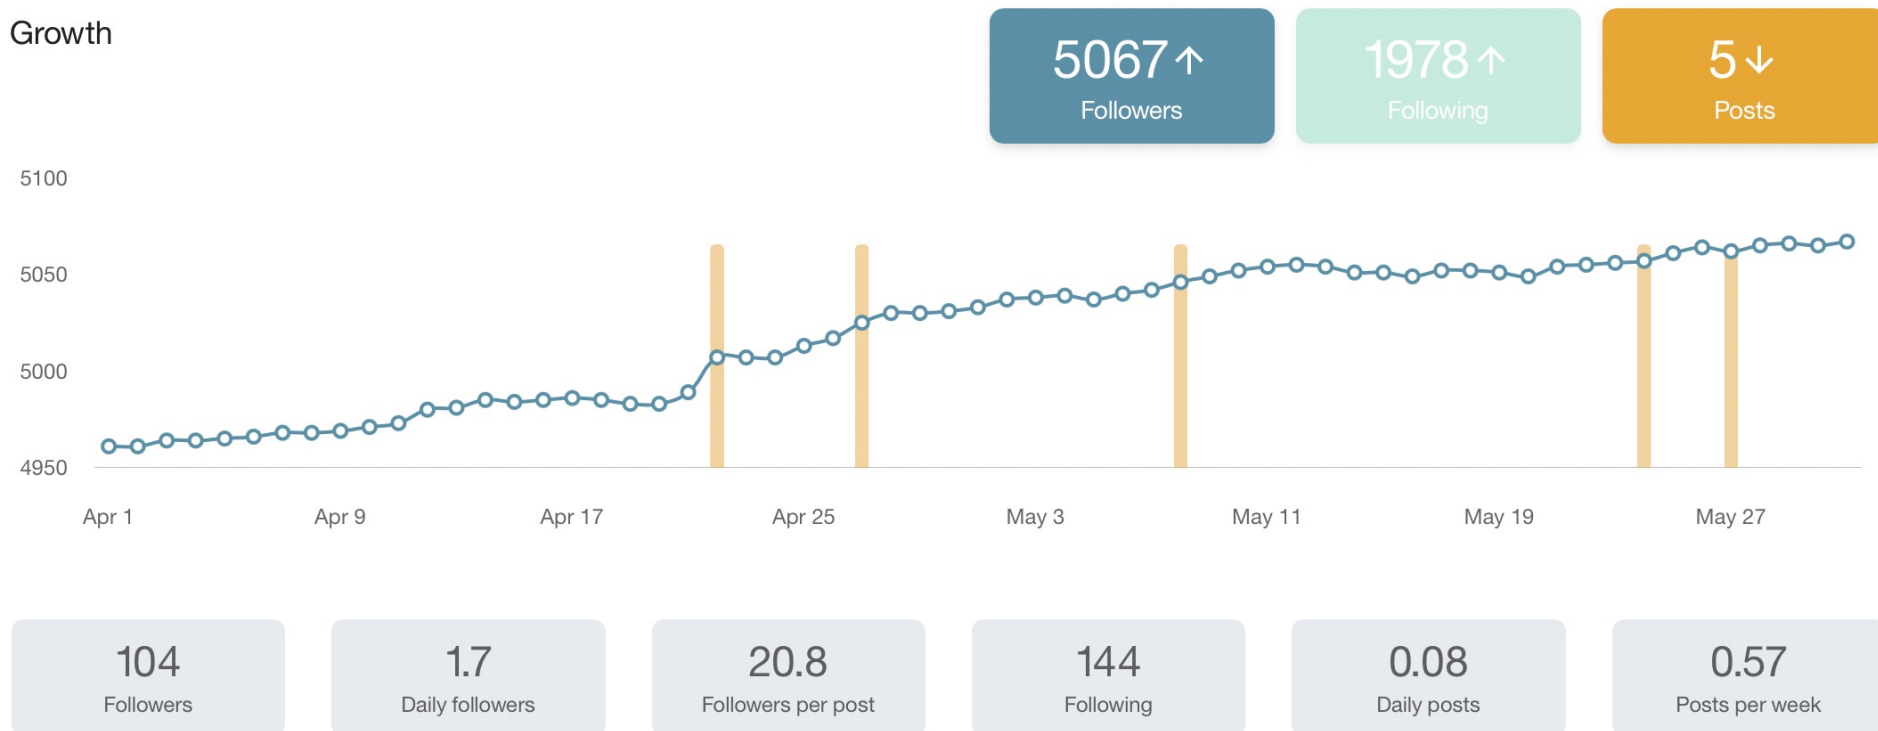 Growth
5067↑
Followers
1978↑
Following
5↓
Posts
5100
5050
5000
4950
Apr 1
Apr 9
Apr 17
Apr 25
May 3
May 11
May 19
May 27
104
Followers
1.7
Daily followers
20.8
Followers per post
144
Following
0.08
Daily posts
0.57
Posts per week